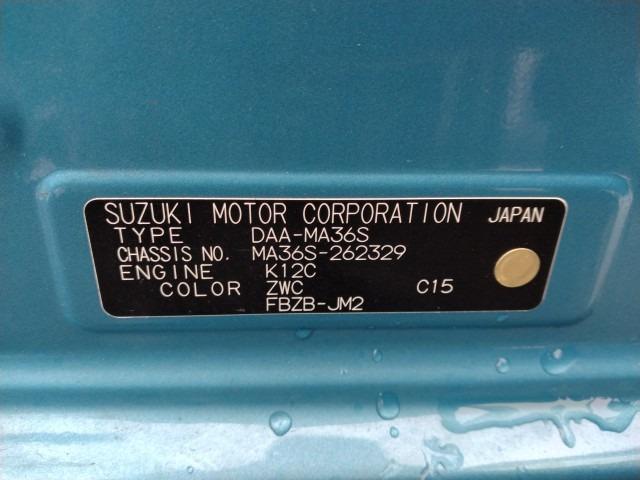 SUZUKI MOTOR CORPORATION JAPAN
TYPE DAA-MA36S
CHASSIS NO. MA36S-262329
ENGINE K12C
COLOR ZWC C15
FBZB-JM2